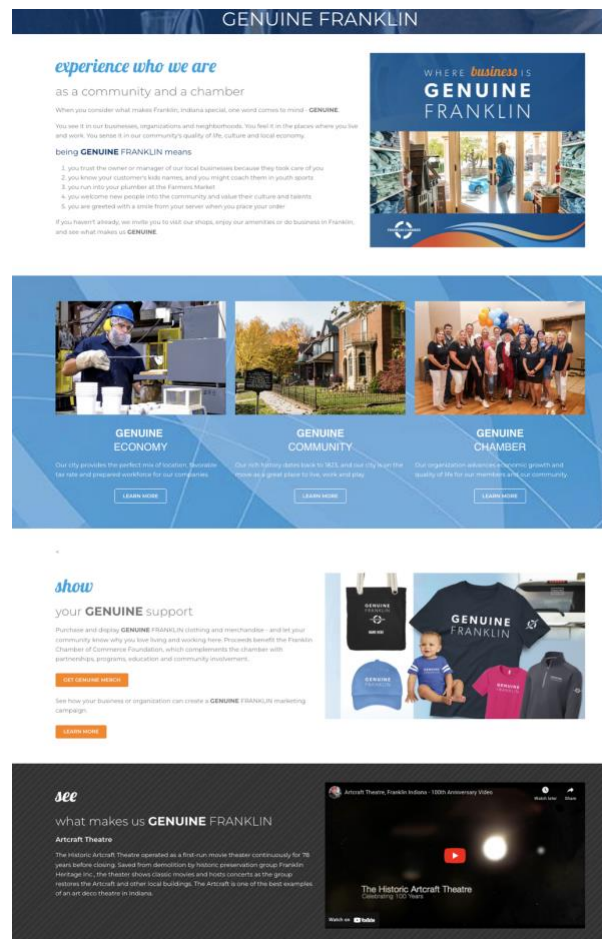 GENUINE FRANKLIN
experience who we are
as a community and a chamber
When you consider what makes Franklin, Indiana special, one word comes to mind - GENUINE.
You see it in our businesses, organizations and neighborhoods. You feel it in the places where you live
and work. You sense it in our community's quality of life, culture and local economy.
being GENUINE FRANKLIN means
1. you trust the owner or manager of our local businesses because they took care of you
2. you know your customer's kids names, and you might coach them in youth sports
3. you run into your plumber at the Farmers Market
4. you welcome new people into the community and value their culture and talents
5. you are greeted with a smile from your server when you place your order
If you haven't already, we invite you to visit our shops, enjoy our amenities or do business in Franklin,
and see what makes us GENUINE.
WHERE business IS
GENUINE
FRANKLIN
GENUINE
ECONOMY
Our city provides the perfect mix of location, favorable
tax rate and prepared workforce for our companies.
LEARN MORE
GENUINE
COMMUNITY
Our rich history dates back to 1823, and our city is on the
move as a great place to live, work and play.
LEARN MORE
GENUINE
CHAMBER
Our organization advances economic growth and
quality of life for our members and our community.
LEARN MORE
show
your GENUINE support
Purchase and display GENUINE FRANKLIN clothing and merchandise - and let your
community know why you love living and working here. Proceeds benefit the Franklin
Chamber of Commerce Foundation, which complements the chamber with
partnerships, programs, education and community involvement.
GET GENUINE MERCH
See how your business or organization can create a GENUINE FRANKLIN marketing
campaign.
LEARN MORE
GENUINE
FRANKLIN
GENUINE
FRANKLIN
GENUINE
FRANKLIN
GENUINE
FRANKLIN
see
what makes us GENUINE FRANKLIN
Artcraft Theatre
The Historic Artcraft Theatre operated as a first-run movie theater continuously for 78
years before closing. Saved from demolition by historic preservation group Franklin
Heritage Inc., the theater shows classic movies and hosts concerts as the group
restores the Artcraft and other local buildings. The Artcraft is one of the best examples
of an art deco theatre in Indiana.
Artcraft Theatre, Franklin Indiana - 100th Anniversary Video
Watch later
Share
The Historic Artcraft Theatre
Celebrating 100 Years
Watch on YouTube